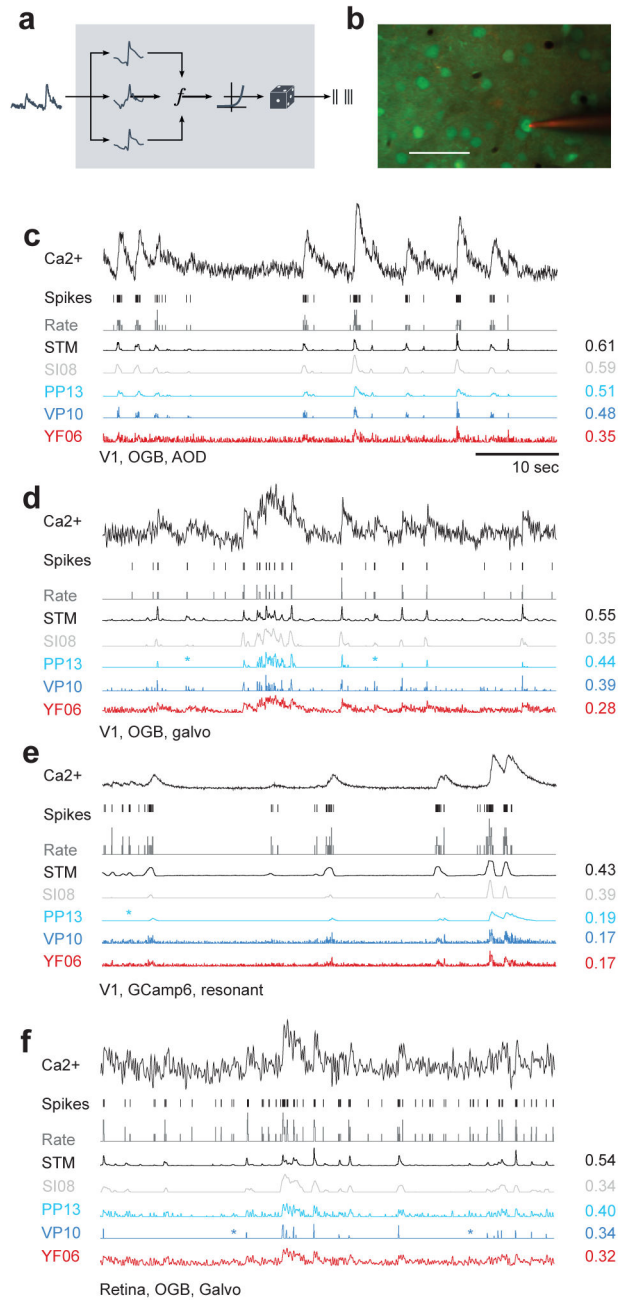 a
b
f
c
Ca2+
Spikes
Rate
STM 0.61
SI08 0.59
PP13 0.51
VP10 0.48
YF06 0.35
V1, OGB, AOD
10 sec
d
Ca2+
Spikes
Rate
STM 0.55
SI08 0.35
PP13 * * 0.44
VP10 0.39
YF06 0.28
V1, OGB, galvo
e
Ca2+
Spikes
Rate
STM 0.43
SI08 0.39
PP13 * 0.19
VP10 0.17
YF06 0.17
V1, GCamp6, resonant
f
Ca2+
Spikes
Rate
STM 0.54
SI08 0.34
PP13 0.40
VP10 * * 0.34
YF06 0.32
Retina, OGB, Galvo